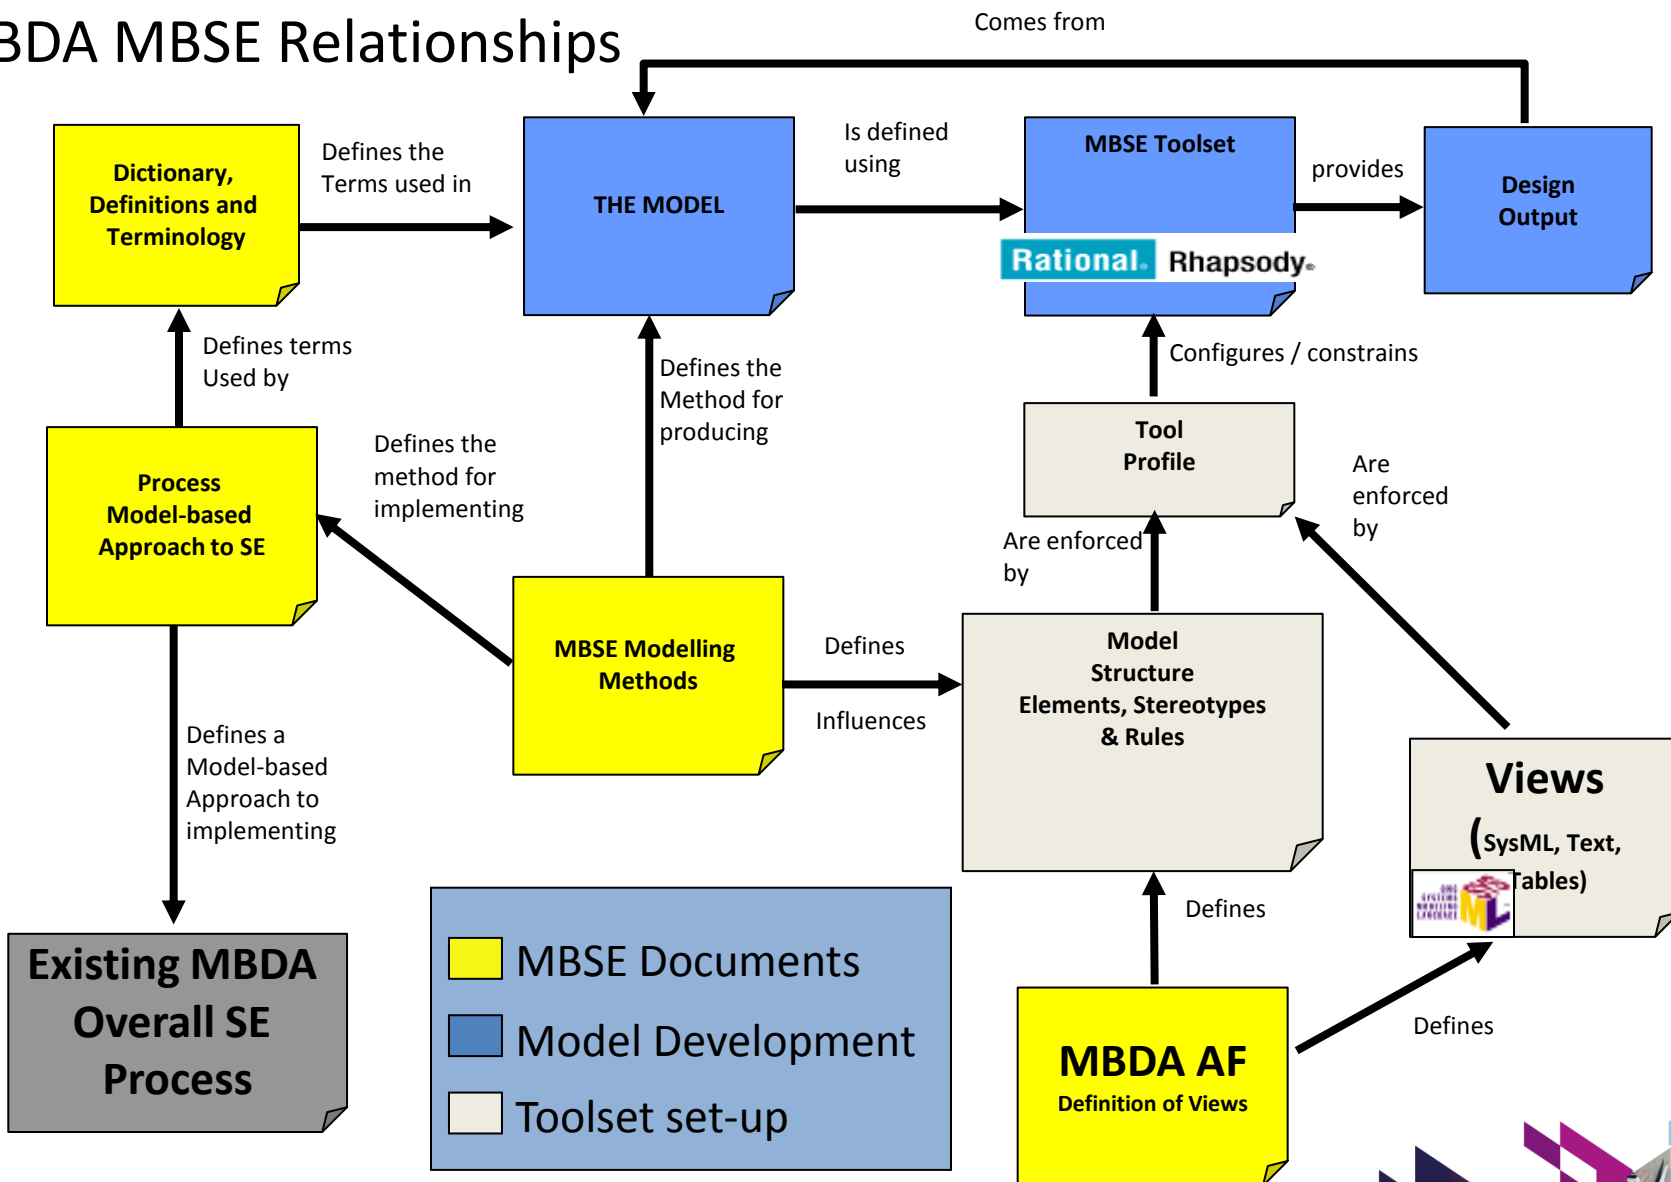 BDA MBSE Relationships
Comes from
Dictionary,
Definitions and
Terminology
Defines the
Terms used in
THE MODEL
Is defined
using
MBSE Toolset
Rational® Rhapsody®
provides
Design
Output
Defines terms
Used by
Defines the
Method for
producing
Configures / constrains
Process
Model-based
Approach to SE
Defines the
method for
implementing
Tool
Profile
Are
enforced
by
Are enforced
by
MBSE Modelling
Methods
Defines
Influences
Model
Structure
Elements, Stereotypes
& Rules
Defines a
Model-based
Approach to
implementing
Views
(SysML, Text,
Tables)
OMG
SYSTEMS
MODELING
LANGUAGE
ML
Defines
Existing MBDA
Overall SE
Process
MBSE Documents
Model Development
Toolset set-up
MBDA AF
Definition of Views
Defines